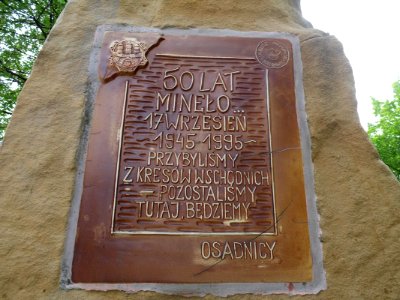 50 LAT
MINEŁO...
17 WRZESIEŃ
-1945-1995-
PRZYBYLIŚMY
Z KRESÓW WSCHODNICH
- POZOSTALIŚMY
TUTAJ, BĘDZIEMY
OSADNICY